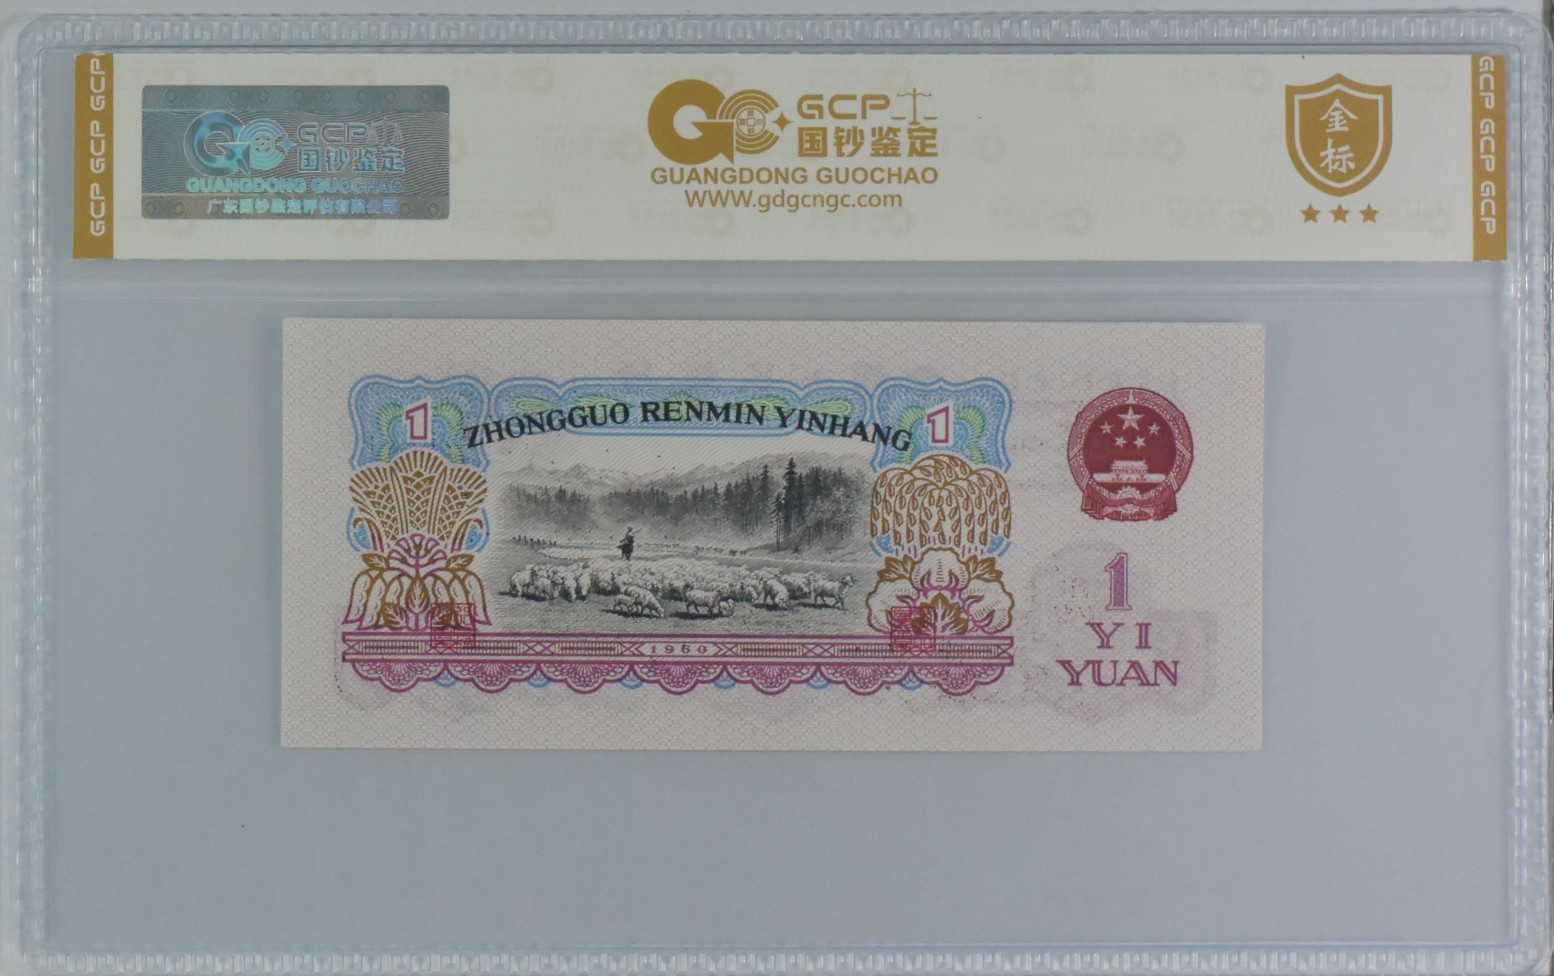 GCP GCP GCP
GCP
国钞鉴定
GUANGDONG GUOCHAO
广东国钞鉴定评估有限公司
GCP
国钞鉴定
GUANGDONG GUOCHAO
WWW.gdgcngc.com
金
标
GCP GCP GCP
1
ZHONGGUO RENMIN YINHANG
1
1960
1
YI
YUAN